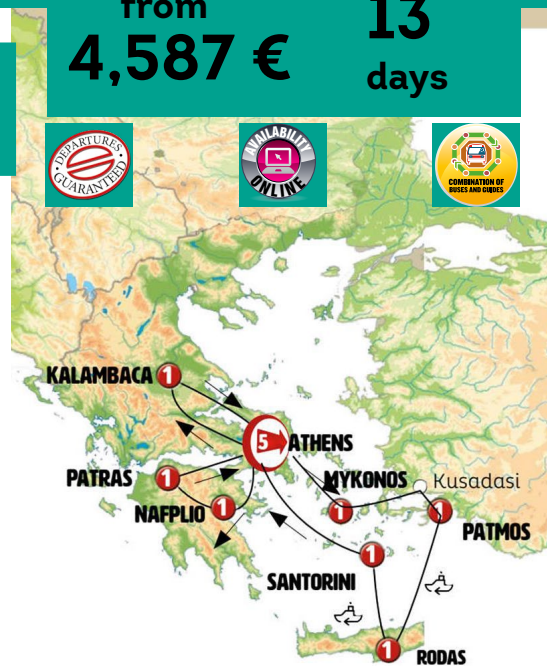 from
4,587 €
13
days
DEPARTURES
GUARANTEED
AVAILABILITY
ONLINE
COMBINATION OF
BUSES AND GUIDES
KALAMBACA 1
5 ATHENS
PATRAS 1
MYKONOS
1
Kusadasi
NAFPLIO 1
1
PATMOS
1
SANTORINI
1
RODAS